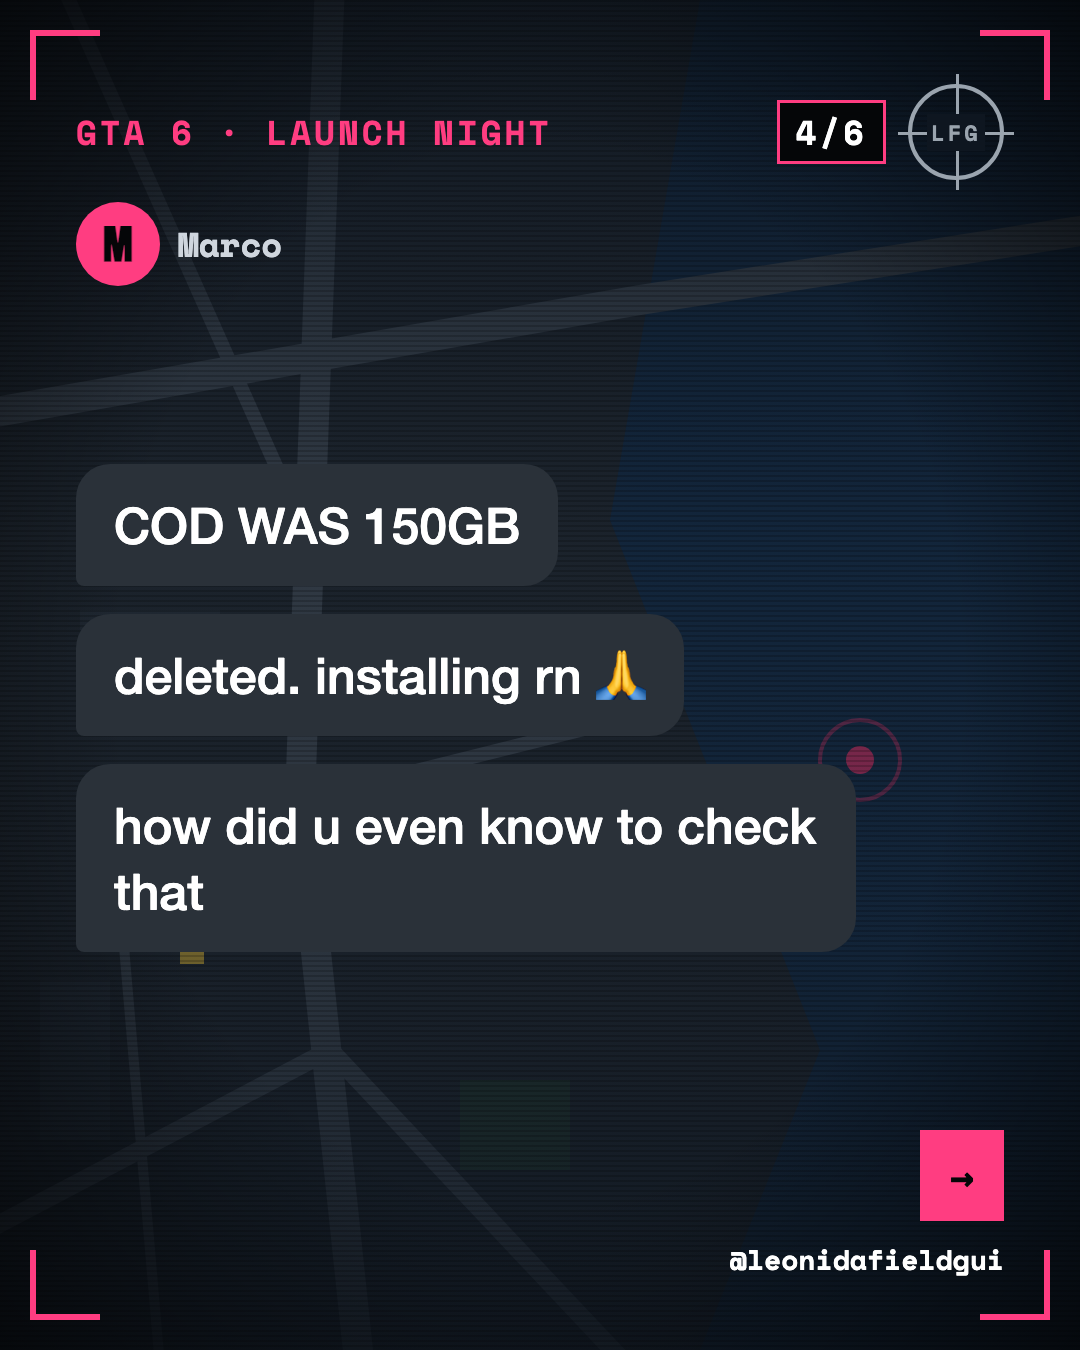 GTA 6 · LAUNCH NIGHT
4/6
LFG
M
Marco
COD WAS 150GB
deleted. installing rn 🙏
how did u even know to check
that
→
@leonidafieldgui